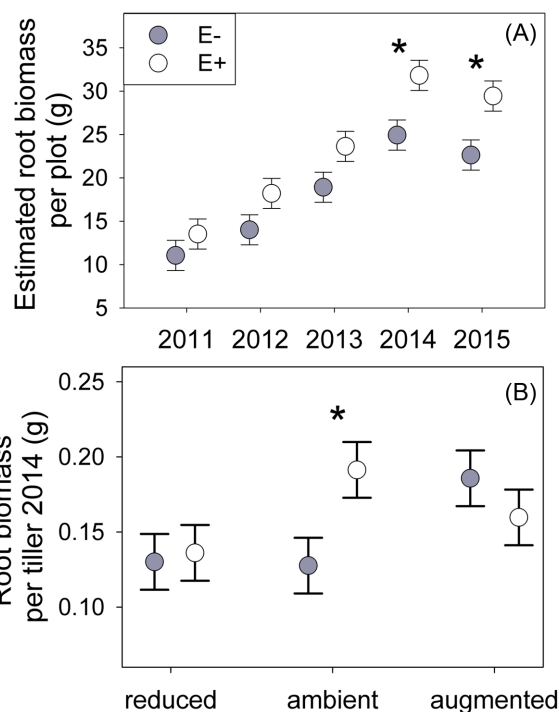 (A)
E-
E+
Estimated root biomass
per plot (g)
35
30
25
20
15
10
5
*
*
2011 2012 2013 2014 2015
(B)
Root biomass
per tiller 2014 (g)
0.25
0.20
0.15
0.10
*
reduced ambient augmented